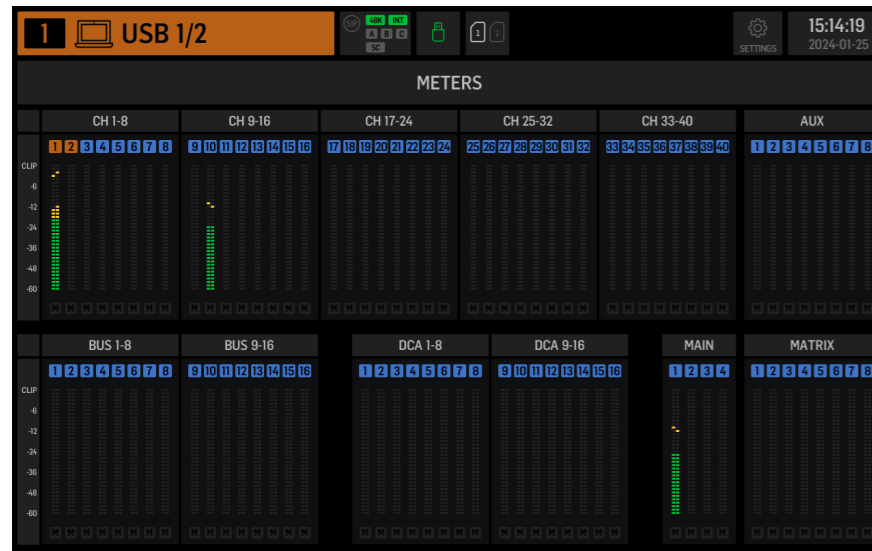 1 USB 1/2 SIP 48K INT 1 2 15:14:19
A B C
SC SETTINGS 2024-01-25
METERS
CH 1-8 CH 9-16 CH 17-24 CH 25-32 CH 33-40 AUX
1 2 3 4 5 6 7 8 9 10 11 12 13 14 15 16 17 18 19 20 21 22 23 24 25 26 27 28 29 30 31 32 33 34 35 36 37 38 39 40 1 2 3 4 5 6 7 8
CLIP
-6
-12
-24
-36
-48
-60
M M M M M M M M M M M M M M M M M M M M M M M M M M M M M M M M M M M M M M M M M M M M M M M M
BUS 1-8 BUS 9-16 DCA 1-8 DCA 9-16 MAIN MATRIX
1 2 3 4 5 6 7 8 9 10 11 12 13 14 15 16 1 2 3 4 5 6 7 8 9 10 11 12 13 14 15 16 1 2 3 4 1 2 3 4 5 6 7 8
CLIP
-6
-12
-24
-36
-48
-60
M M M M M M M M M M M M M M M M M M M M M M M M M M M M M M M M M M M M M M M M M M M M